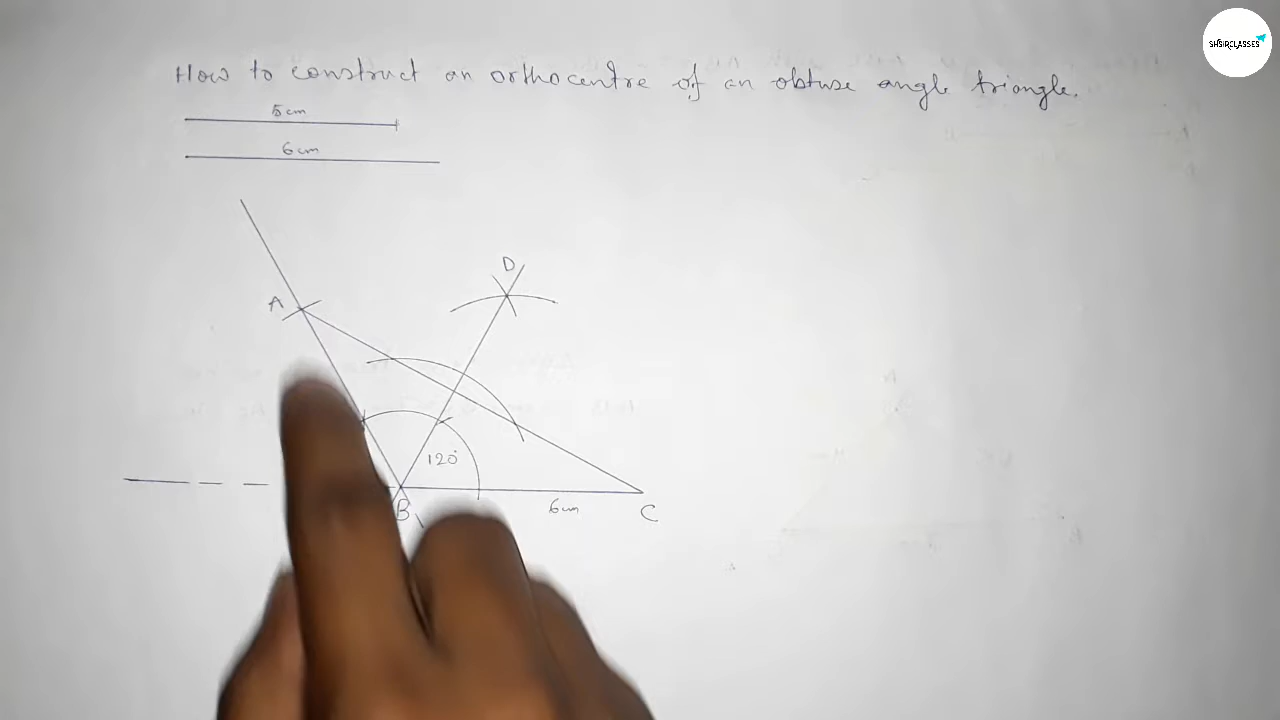 SHSIRCLASSES
How to construct an orthocentre of an obtuse angle triangle.
5cm
6cm
D
A
120°
B
6cm
C